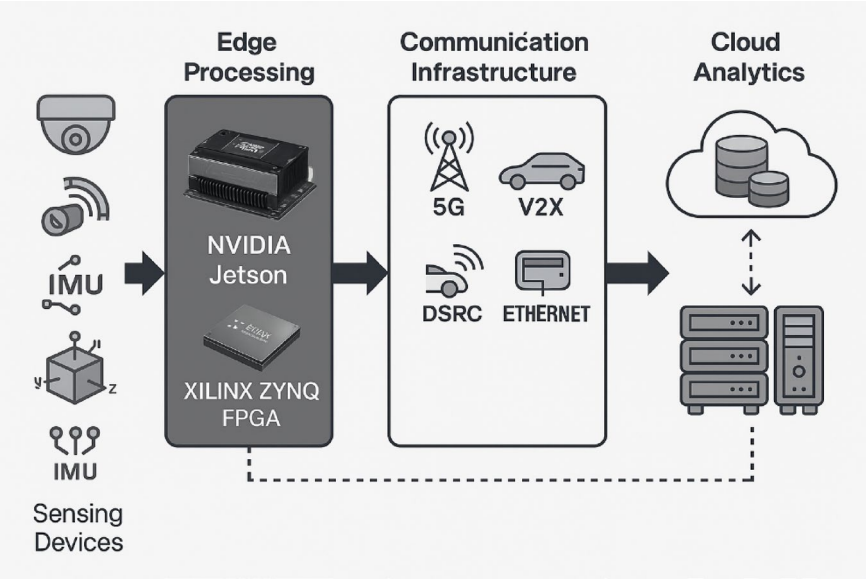 Edge
Processing
Communication
Infrastructure
Cloud
Analytics
IMU
y
z
IMU
Sensing
Devices
NVIDIA
Jetson
XILINX ZYNQ
FPGA
5G
V2X
DSRC
ETHERNET